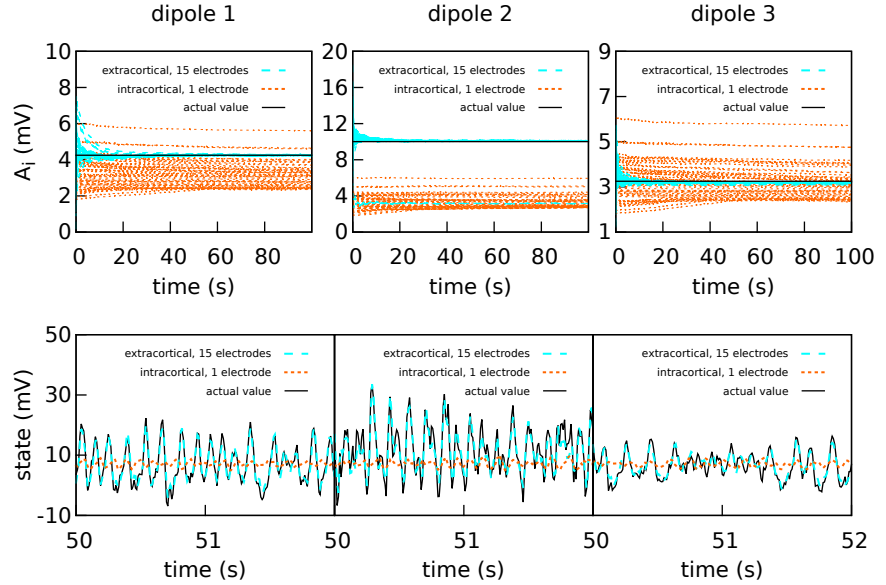 dipole 1 dipole 2 dipole 3
10 20 9
extracortical, 15 electrodes extracortical, 15 electrodes extracortical, 15 electrodes
8 16 7
intracortical, 1 electrode intracortical, 1 electrode intracortical, 1 electrode
actual value actual value actual value
6 12
5
4 8
3
2 4
0 0 1
A_i (mV)
0 20 40 60 80 0 20 40 60 80 0 20 40 60 80 100
time (s) time (s) time (s)
50
extracortical, 15 electrodes extracortical, 15 electrodes extracortical, 15 electrodes
intracortical, 1 electrode intracortical, 1 electrode intracortical, 1 electrode
30
actual value actual value actual value
10
-10
state (mV)
50 51 50 51 50 51 52
time (s) time (s) time (s)